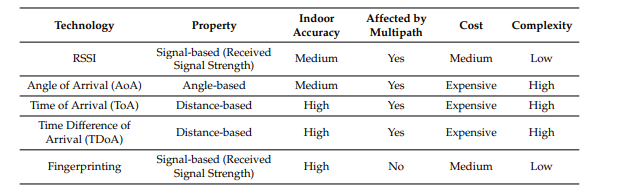 Technology Property Indoor Accuracy Affected by Multipath Cost Complexity
RSSI Signal-based (Received Signal Strength) Medium Yes Medium Low
Angle of Arrival (AoA) Angle-based Medium Yes Expensive High
Time of Arrival (ToA) Distance-based High Yes Expensive High
Time Difference of Arrival (TDoA) Distance-based High Yes Expensive High
Fingerprinting Signal-based (Received Signal Strength) High No Medium Low